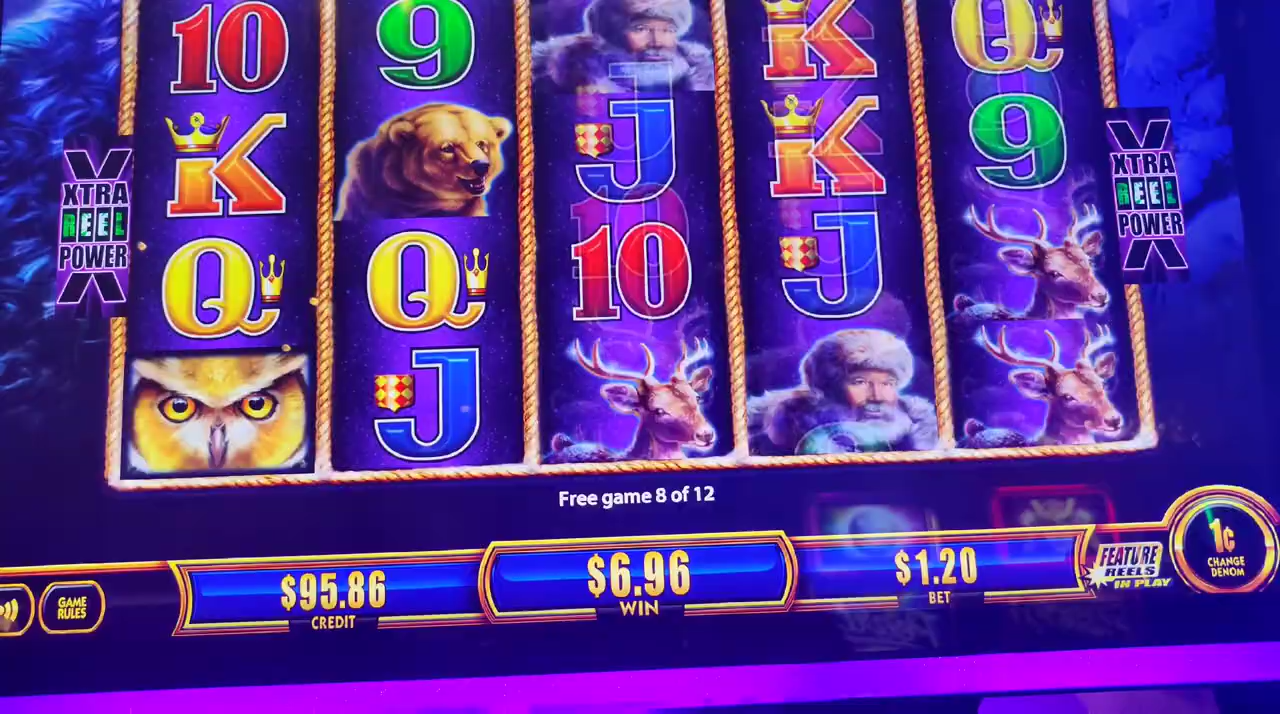 10 9 K Q
K J K 9
XTRA REEL POWER
XTRA REEL POWER
Q Q 10 J
J
Free game 8 of 12
GAME RULES
$95.86
CREDIT
$6.96
WIN
$1.20
BET
FEATURE
REELS
IN PLAY
1¢
CHANGE
DENOM